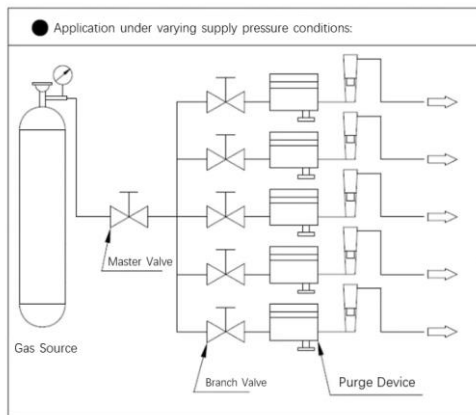 Application under varying supply pressure conditions:
Master Valve
Gas Source
Branch Valve
Purge Device